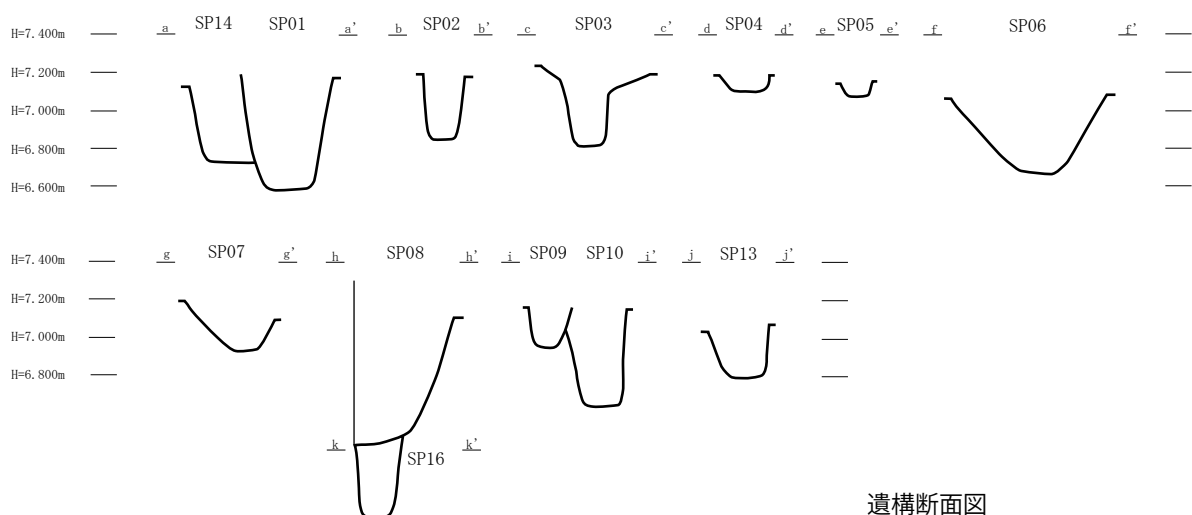 SP14 SP01 SP02 SP03 SP04 SP05 SP06
H=7.400m a a' b b' c c' d d' e e' f f'
H=7.200m
H=7.000m
H=6.800m
H=6.600m
SP07 SP08 SP09 SP10 SP13
H=7.400m g g' h h' i i' j j'
H=7.200m
H=7.000m
H=6.800m
k k'
SP16
遺構断面図